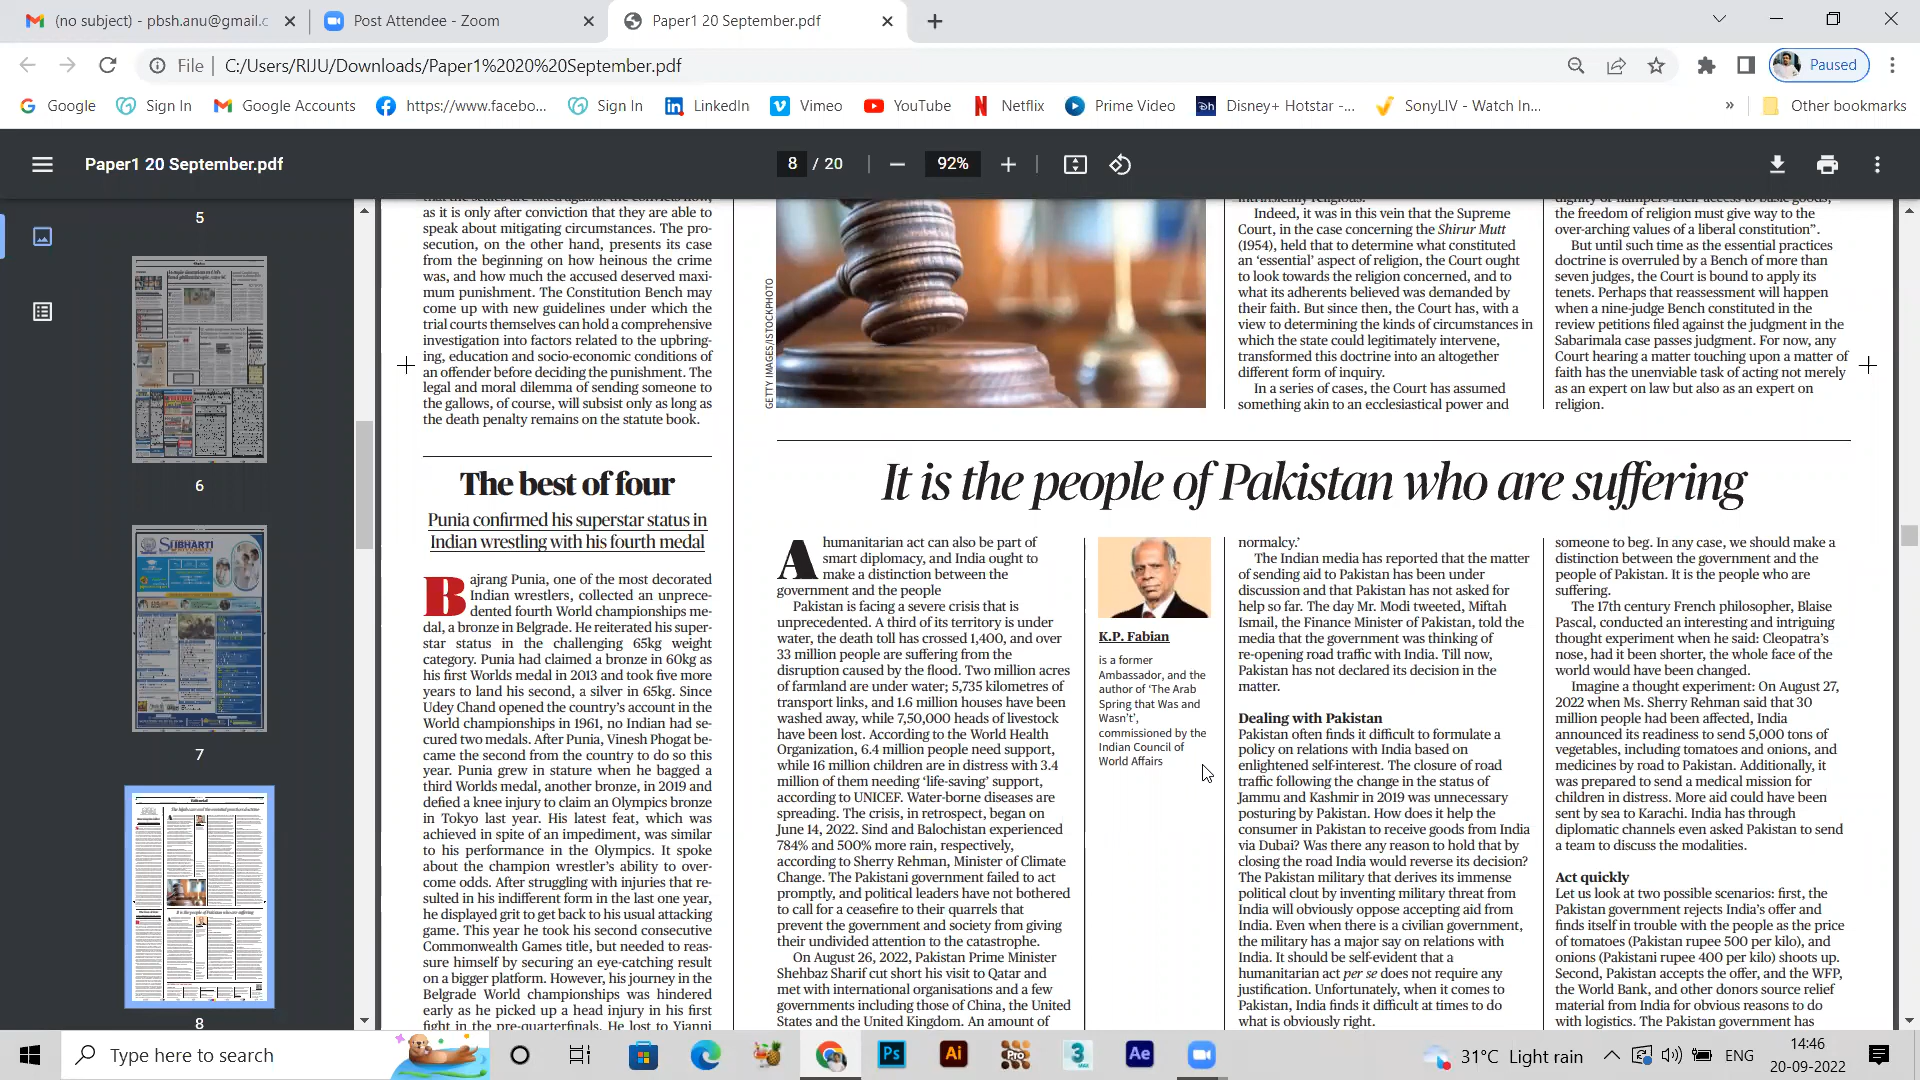 (no subject) - pbsh.anu@gmail.c
Post Attendee - Zoom
Paper1 20 September.pdf
File
C:/Users/RIJU/Downloads/Paper1%2020%20September.pdf
Paused
Google
Sign In
Google Accounts
https://www.facebo...
Sign In
LinkedIn
Vimeo
YouTube
Netflix
Prime Video
Disney+ Hotstar -...
SonyLIV - Watch In...
»
Other bookmarks
Paper1 20 September.pdf
8 / 20
92%
5
6
7
8
as it is only after conviction that they are able to
speak about mitigating circumstances. The pro-
secution, on the other hand, presents its case
from the beginning on how heinous the crime
was, and how much the accused deserved maxi-
mum punishment. The Constitution Bench may
come up with new guidelines under which the
trial courts themselves can hold a comprehensive
investigation into factors related to the upbring-
ing, education and socio-economic conditions of
an offender before deciding the punishment. The
legal and moral dilemma of sending someone to
the gallows, of course, will subsist only as long as
the death penalty remains on the statute book.
The best of four
Punia confirmed his superstar status in
Indian wrestling with his fourth medal
Bajrang Punia, one of the most decorated
Indian wrestlers, collected an unprece-
dented fourth World championships me-
dal, a bronze in Belgrade. He reiterated his super-
star status in the challenging 65kg weight
category. Punia had claimed a bronze in 60kg as
his first Worlds medal in 2013 and took five more
years to land his second, a silver in 65kg. Since
Udey Chand opened the country's account in the
World championships in 1961, no Indian had se-
cured two medals. After Punia, Vinesh Phogat be-
came the second from the country to do so this
year. Punia grew in stature when he bagged a
third Worlds medal, another bronze, in 2019 and
defied a knee injury to claim an Olympics bronze
in Tokyo last year. His latest feat, which was
achieved in spite of an impediment, was similar
to his performance in the Olympics. It spoke
about the champion wrestler's ability to over-
come odds. After struggling with injuries that re-
sulted in his indifferent form in the last one year,
he displayed grit to get back to his usual attacking
game. This year he took his second consecutive
Commonwealth Games title, but needed to reas-
sure himself by securing an eye-catching result
on a bigger platform. However, his journey in the
Belgrade World championships was hindered
early as he picked up a head injury in his first
fight in the pre-quarterfinals. He lost to Yianni
GETTY IMAGES/ISTOCKPHOTO
intrinsically religious.
Indeed, it was in this vein that the Supreme
Court, in the case concerning the Shirur Mutt
(1954), held that to determine what constituted
an 'essential' aspect of religion, the Court ought
to look towards the religion concerned, and to
what its adherents believed was demanded by
their faith. But since then, the Court has, with a
view to determining the kinds of circumstances in
which the state could legitimately intervene,
transformed this doctrine into an altogether
different form of inquiry.
In a series of cases, the Court has assumed
something akin to an ecclesiastical power and
the freedom of religion must give way to the
over-arching values of a liberal constitution".
But until such time as the essential practices
doctrine is overruled by a Bench of more than
seven judges, the Court is bound to apply its
tenets. Perhaps that reassessment will happen
when a nine-judge Bench constituted in the
review petitions filed against the judgment in the
Sabarimala case passes judgment. For now, any
Court hearing a matter touching upon a matter of
faith has the unenviable task of acting not merely
as an expert on law but also as an expert on
religion.
It is the people of Pakistan who are suffering
A humanitarian act can also be part of
smart diplomacy, and India ought to
make a distinction between the
government and the people
Pakistan is facing a severe crisis that is
unprecedented. A third of its territory is under
water, the death toll has crossed 1,400, and over
33 million people are suffering from the
disruption caused by the flood. Two million acres
of farmland are under water; 5,735 kilometres of
transport links, and 1.6 million houses have been
washed away, while 7,50,000 heads of livestock
have been lost. According to the World Health
Organization, 6.4 million people need support,
while 16 million children are in distress with 3.4
million of them needing 'life-saving' support,
according to UNICEF. Water-borne diseases are
spreading. The crisis, in retrospect, began on
June 14, 2022. Sind and Balochistan experienced
784% and 500% more rain, respectively,
according to Sherry Rehman, Minister of Climate
Change. The Pakistani government failed to act
promptly, and political leaders have not bothered
to call for a ceasefire to their quarrels that
prevent the government and society from giving
their undivided attention to the catastrophe.
On August 26, 2022, Pakistan Prime Minister
Shehbaz Sharif cut short his visit to Qatar and
met with international organisations and a few
governments including those of China, the United
States and the United Kingdom. An amount of
K.P. Fabian
is a former
Ambassador, and the
author of 'The Arab
Spring that Was and
Wasn't',
commissioned by the
Indian Council of
World Affairs
normalcy.'
The Indian media has reported that the matter
of sending aid to Pakistan has been under
discussion and that Pakistan has not asked for
help so far. The day Mr. Modi tweeted, Miftah
Ismail, the Finance Minister of Pakistan, told the
media that the government was thinking of
re-opening road traffic with India. Till now,
Pakistan has not declared its decision in the
matter.
Dealing with Pakistan
Pakistan often finds it difficult to formulate a
policy on relations with India based on
enlightened self-interest. The closure of road
traffic following the change in the status of
Jammu and Kashmir in 2019 was unnecessary
posturing by Pakistan. How does it help the
consumer in Pakistan to receive goods from India
via Dubai? Was there any reason to hold that by
closing the road India would reverse its decision?
The Pakistan military that derives its immense
political clout by inventing military threat from
India will obviously oppose accepting aid from
India. Even when there is a civilian government,
the military has a major say on relations with
India. It should be self-evident that a
humanitarian act per se does not require any
justification. Unfortunately, when it comes to
Pakistan, India finds it difficult at times to do
what is obviously right.
someone to beg. In any case, we should make a
distinction between the government and the
people of Pakistan. It is the people who are
suffering.
The 17th century French philosopher, Blaise
Pascal, conducted an interesting and intriguing
thought experiment when he said: Cleopatra's
nose, had it been shorter, the whole face of the
world would have been changed.
Imagine a thought experiment: On August 27,
2022 when Ms. Sherry Rehman said that 30
million people had been affected, India
announced its readiness to send 5,000 tons of
vegetables, including tomatoes and onions, and
medicines by road to Pakistan. Additionally, it
was prepared to send a medical mission for
children in distress. More aid could have been
sent by sea to Karachi. India has through
diplomatic channels even asked Pakistan to send
a team to discuss the modalities.
Act quickly
Let us look at two possible scenarios: first, the
Pakistan government rejects India's offer and
finds itself in trouble with the people as the price
of tomatoes (Pakistan rupee 500 per kilo), and
onions (Pakistani rupee 400 per kilo) shoots up.
Second, Pakistan accepts the offer, and the WFP,
the World Bank, and other donors source relief
material from India for obvious reasons to do
with logistics. The Pakistan government has
Type here to search
31°C Light rain
ENG
14:46
20-09-2022